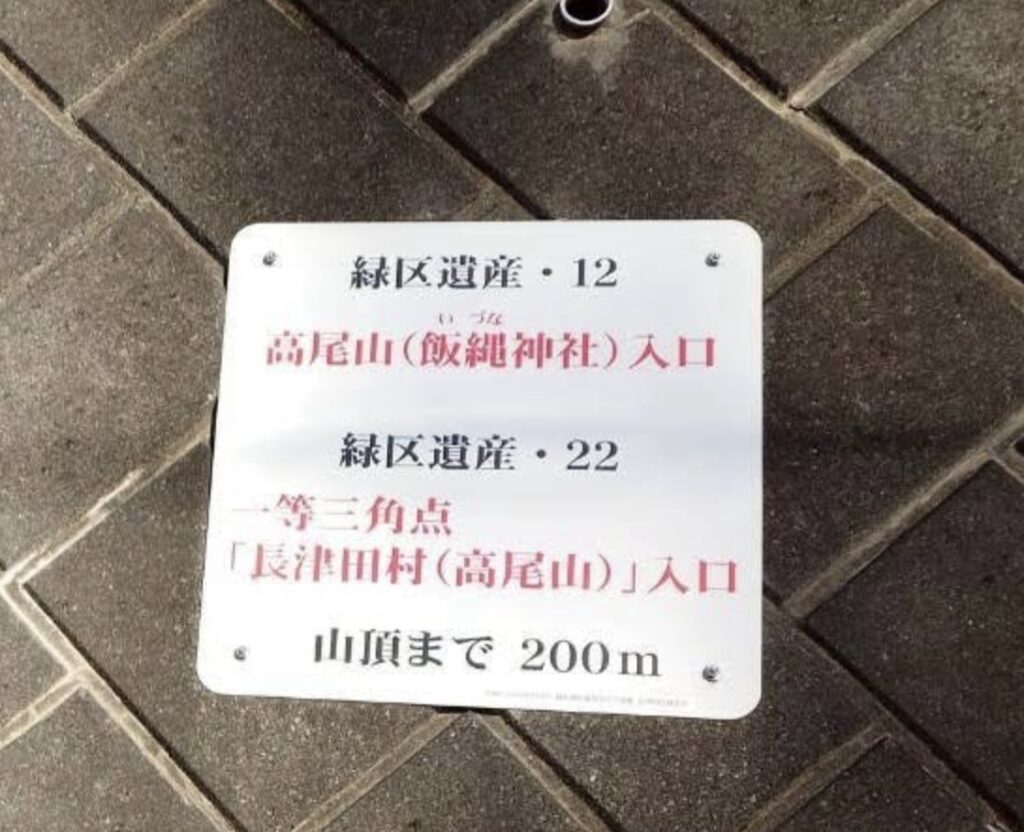 緑区遺産・12
いづな
高尾山(飯縄神社)入口
緑区遺産・22
一等三角点
「長津田村(高尾山)」入口
山頂まで 200m